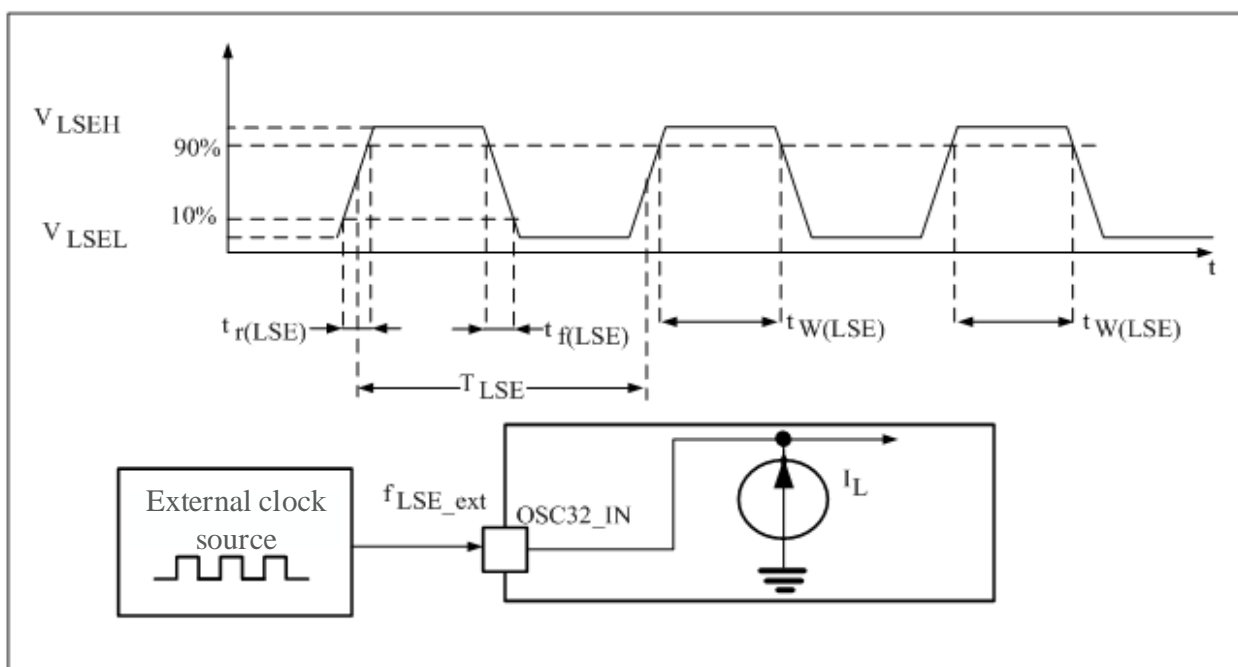 V LSEH
90%
10%
V LSEL
t
t r(LSE)
t f(LSE)
t W(LSE)
t W(LSE)
T LSE
External clock
source
f LSE_ext
OSC32_IN
I L